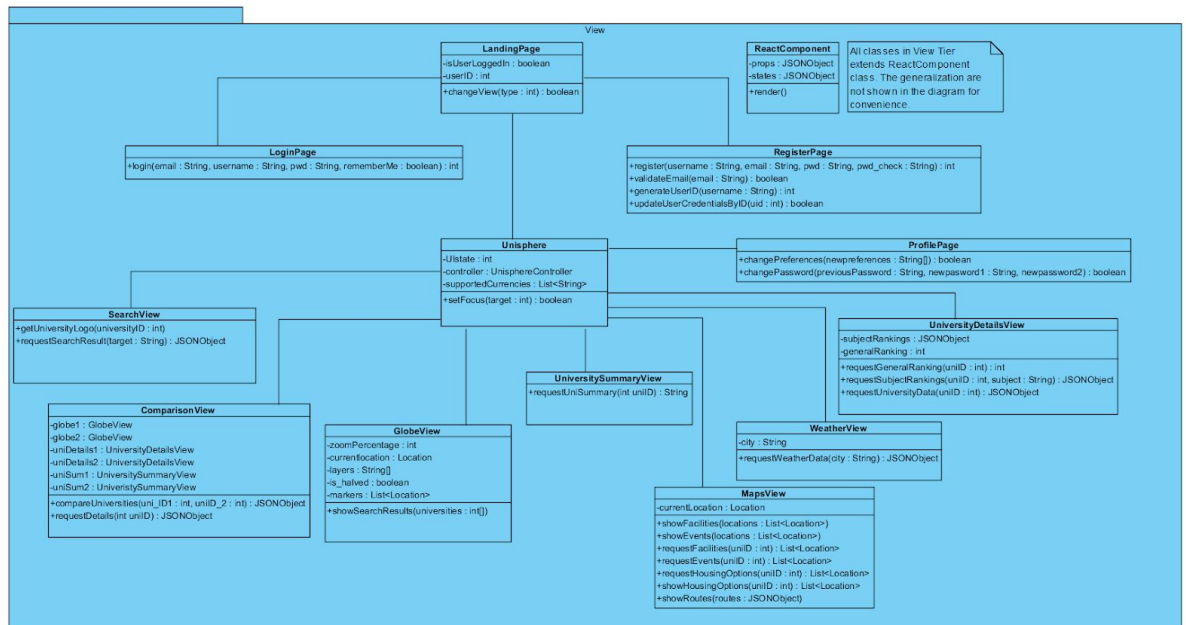 View
LandingPage
-isUserLoggedIn : boolean
-userID : int
+changeView(type : int) : boolean
ReactComponent
-props : JSONObject
-states : JSONObject
+render()
All classes in View Tier
extends ReactComponent
class. The generalization are
not shown in the diagram for
convenience.
LoginPage
+login(email : String, username : String, pwd : String, rememberMe : boolean) : int
RegisterPage
+register(username : String, email : String, pwd : String, pwd_check : String) : int
+validateEmail(email : String) : boolean
+generateUserID(username : String) : int
+updateUserCredentialsByID(uid : int) : boolean
Unisphere
-UIstate : int
-controller : UnisphereController
-supportedCurrencies : List<String>
+setFocus(target : int) : boolean
ProfilePage
+changePreferences(newpreferences : String[]) : boolean
+changePassword(previousPassword : String, newpasword1 : String, newpassword2) : boolean
SearchView
+getUniversityLogo(universityID : int)
+requestSearchResult(target : String) : JSONObject
UniversityDetailsView
-subjectRankings : JSONObject
-generalRanking : int
+requestGeneralRanking(uniID : int) : int
+requestSubjectRankings(uniID : int, subject : String) : JSONObject
+requestUniversityData(uniID : int) : JSONObject
UniversitySummaryView
+requestUniSummary(int uniID) : String
ComparisonView
-globe1 : GlobeView
-globe2 : GlobeView
-uniDetails1 : UniversityDetailsView
-uniDetails2 : UniversityDetailsView
-uniSum1 : UniversitySummaryView
-uniSum2 : UniveristySummaryView
+compareUniversities(uni_ID1 : int, uniID_2 : int) : JSONObject
+requestDetails(int uniID) : JSONObject
GlobeView
-zoomPercentage : int
-currentlocation : Location
-layers : String[]
-is_halved : boolean
-markers : List<Location>
+showSearchResults(universities : int[])
WeatherView
-city : String
+requestWeatherData(city : String) : JSONObject
MapsView
-currentLocation : Location
+showFacilities(locations : List<Location>)
+showEvents(locations : List<Location>)
+requestFacilities(uniID : int) : List<Location>
+requestEvents(uniID : int) : List<Location>
+requestHousingOptions(uniID : int) : List<Location>
+showHousingOptions(uniID : int) : List<Location>
+showRoutes(routes : JSONObject)